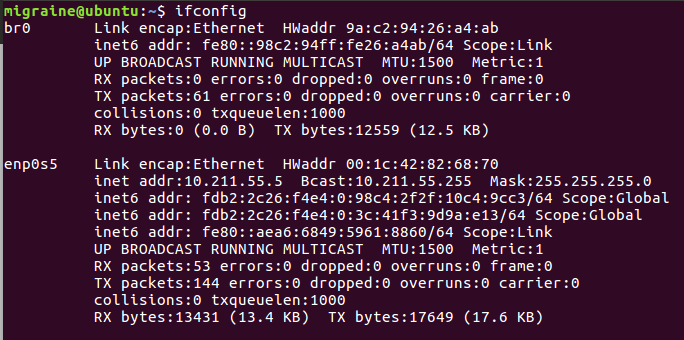 migraine@ubuntu:~$ ifconfig
br0       Link encap:Ethernet  HWaddr 9a:c2:94:26:a4:ab
          inet6 addr: fe80::98c2:94ff:fe26:a4ab/64 Scope:Link
          UP BROADCAST RUNNING MULTICAST  MTU:1500  Metric:1
          RX packets:0 errors:0 dropped:0 overruns:0 frame:0
          TX packets:61 errors:0 dropped:0 overruns:0 carrier:0
          collisions:0 txqueuelen:1000
          RX bytes:0 (0.0 B)  TX bytes:12559 (12.5 KB)

enp0s5    Link encap:Ethernet  HWaddr 00:1c:42:82:68:70
          inet addr:10.211.55.5  Bcast:10.211.55.255  Mask:255.255.255.0
          inet6 addr: fdb2:2c26:f4e4:0:98c4:2f2f:10c4:9cc3/64 Scope:Global
          inet6 addr: fdb2:2c26:f4e4:0:3c:41f3:9d9a:e13/64 Scope:Global
          inet6 addr: fe80::aea6:6849:5961:8860/64 Scope:Link
          UP BROADCAST RUNNING MULTICAST  MTU:1500  Metric:1
          RX packets:53 errors:0 dropped:0 overruns:0 frame:0
          TX packets:144 errors:0 dropped:0 overruns:0 carrier:0
          collisions:0 txqueuelen:1000
          RX bytes:13431 (13.4 KB)  TX bytes:17649 (17.6 KB)